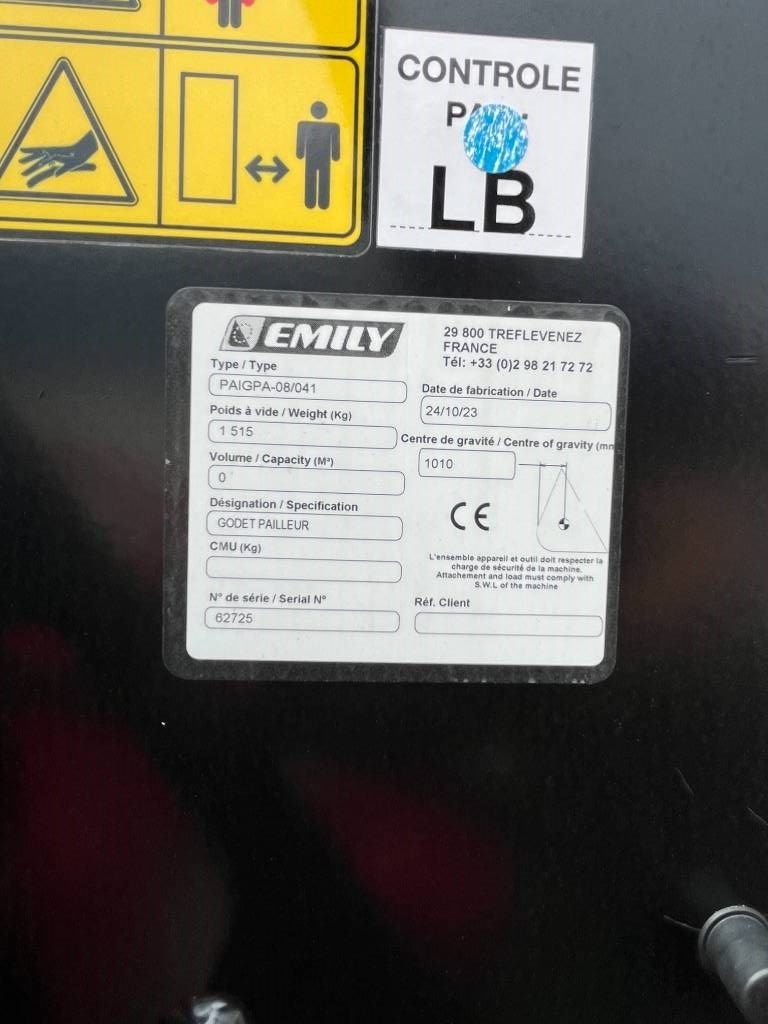 CONTROLE
LB
EMILY
29 800 TREFLEVENEZ
FRANCE
Tél: +33 (0)2 98 21 72 72
Type / Type
PAIGPA-08/041
Date de fabrication / Date
24/10/23
Poids à vide / Weight (Kg)
1 515
Centre de gravité / Centre of gravity (mm
1010
Volume / Capacity (M³)
0
Désignation / Specification
GODET PAILLEUR
CE
CMU (Kg)
L'ensemble appareil et outil doit respecter la
charge de sécurité de la machine.
Attachement and load must comply with
S.W.L of the machine
N° de série / Serial N°
62725
Réf. Client